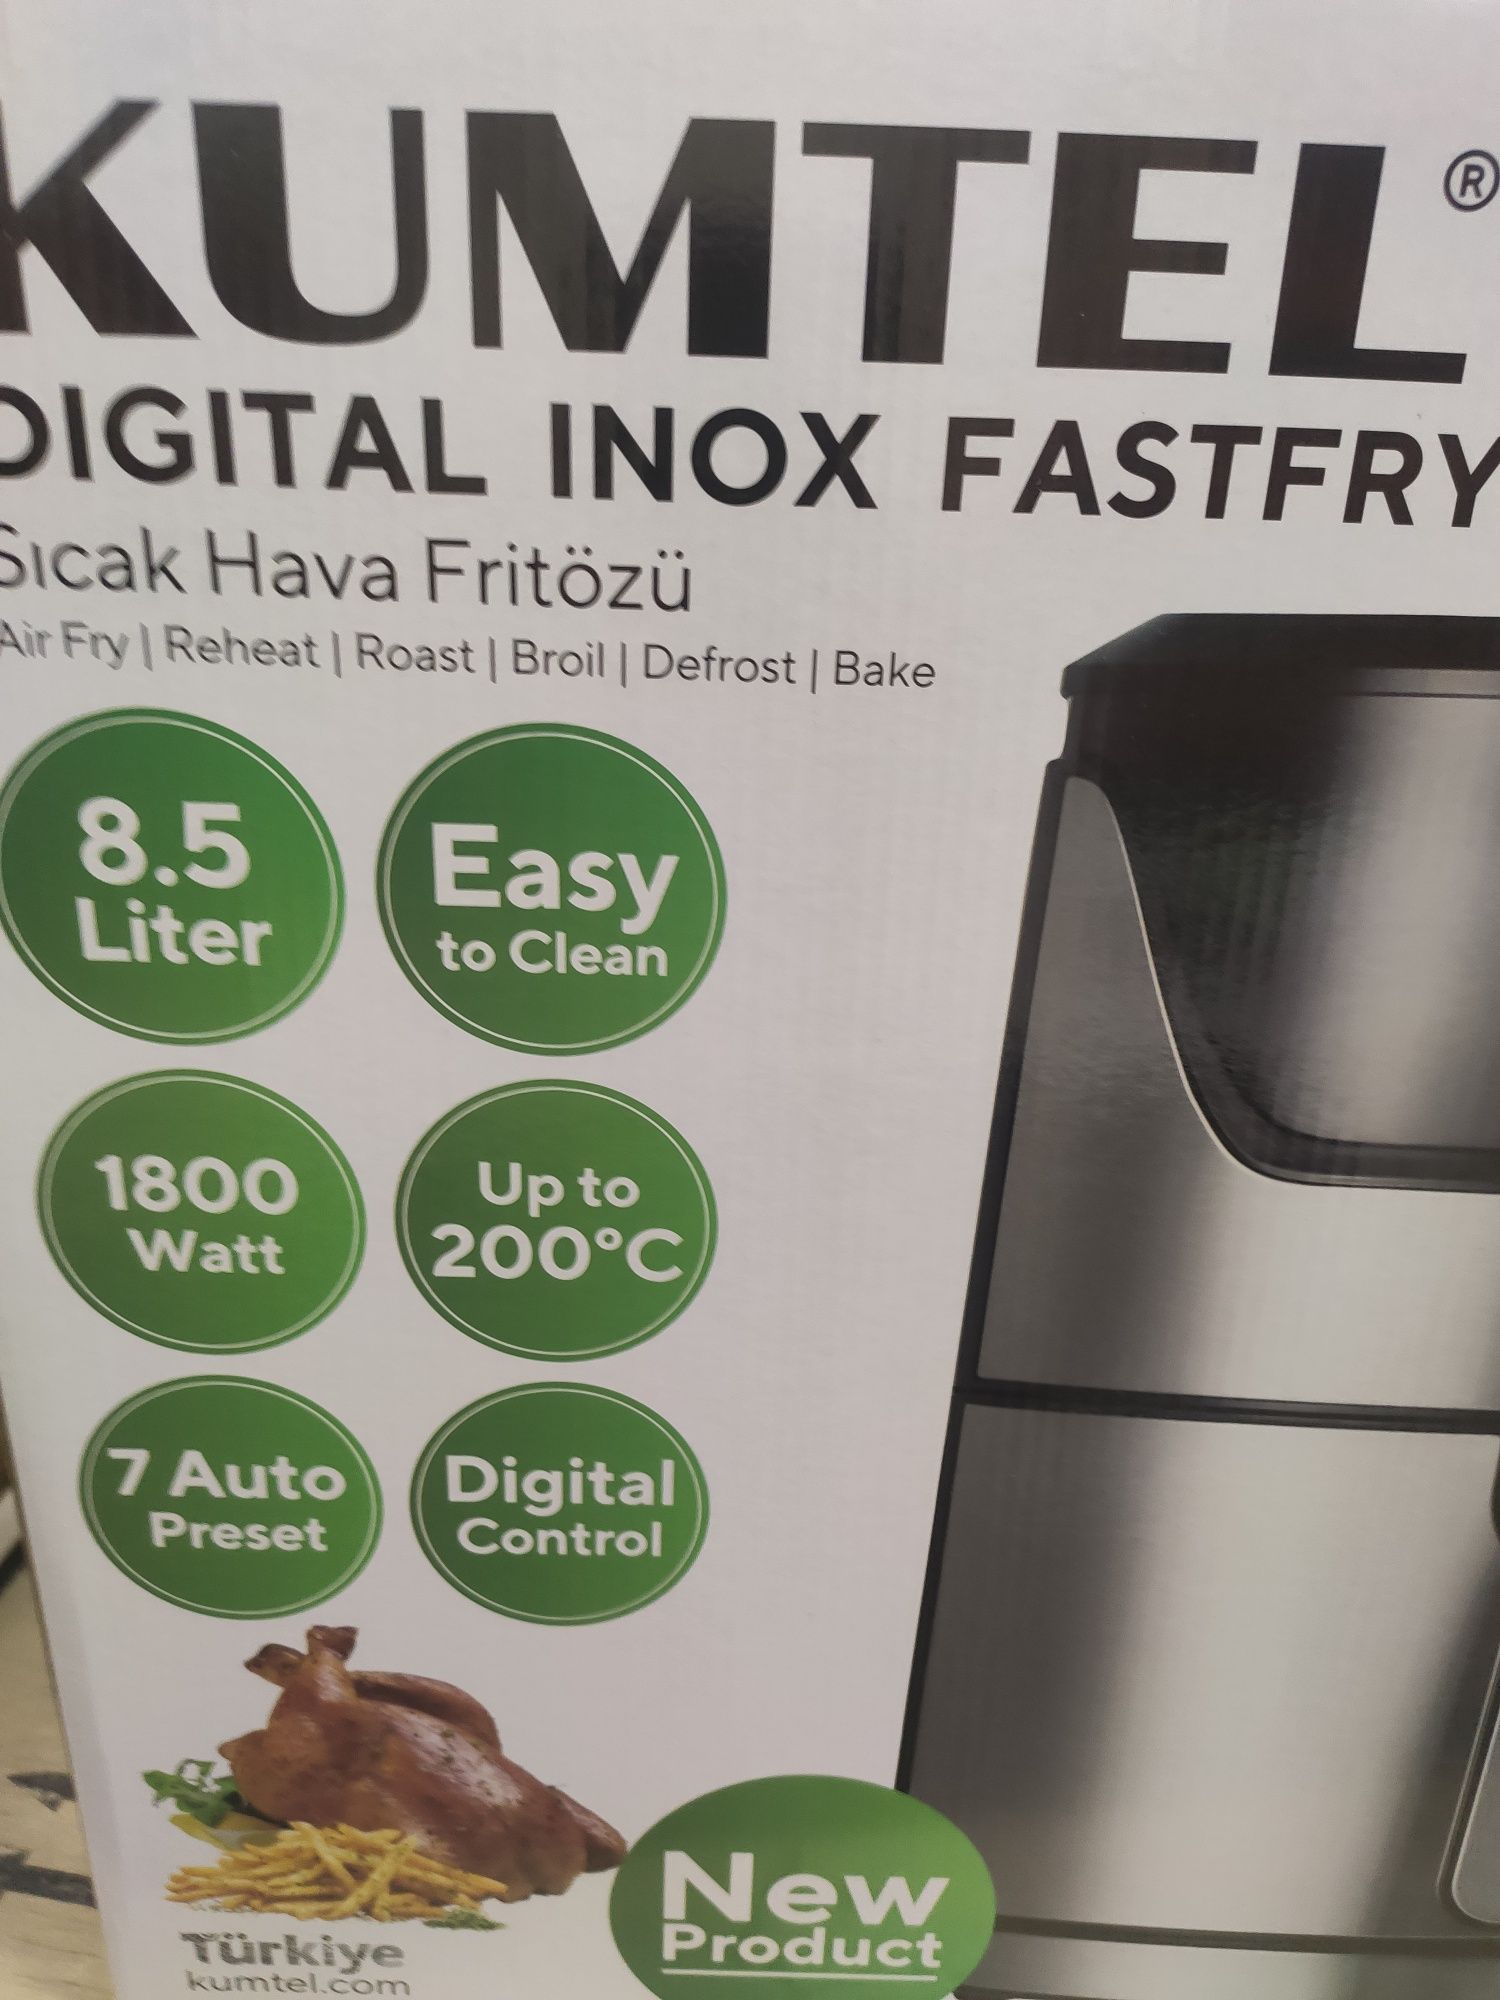 KUMTEL®
DIGITAL INOX FASTFRY
Sıcak Hava Fritözü
Air Fry | Reheat | Roast | Broil | Defrost | Bake
8.5
Liter
Easy
to Clean
1800
Watt
Up to
200°C
7 Auto
Preset
Digital
Control
New
Product
Türkiye
kumtel.com